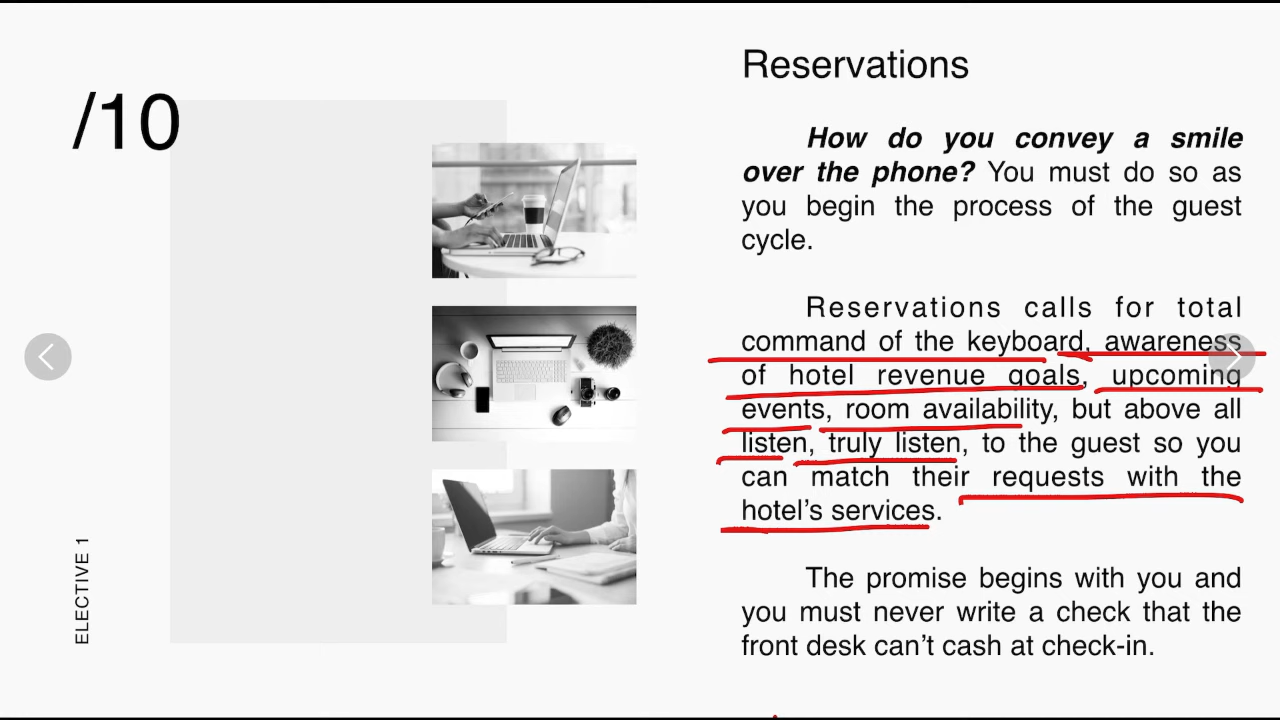 /10
ELECTIVE 1
Reservations
How do you convey a smile
over the phone? You must do so as
you begin the process of the guest
cycle.
Reservations calls for total
command of the keyboard, awareness
of hotel revenue goals, upcoming
events, room availability, but above all
listen, truly listen, to the guest so you
can match their requests with the
hotel's services.
The promise begins with you and
you must never write a check that the
front desk can't cash at check-in.